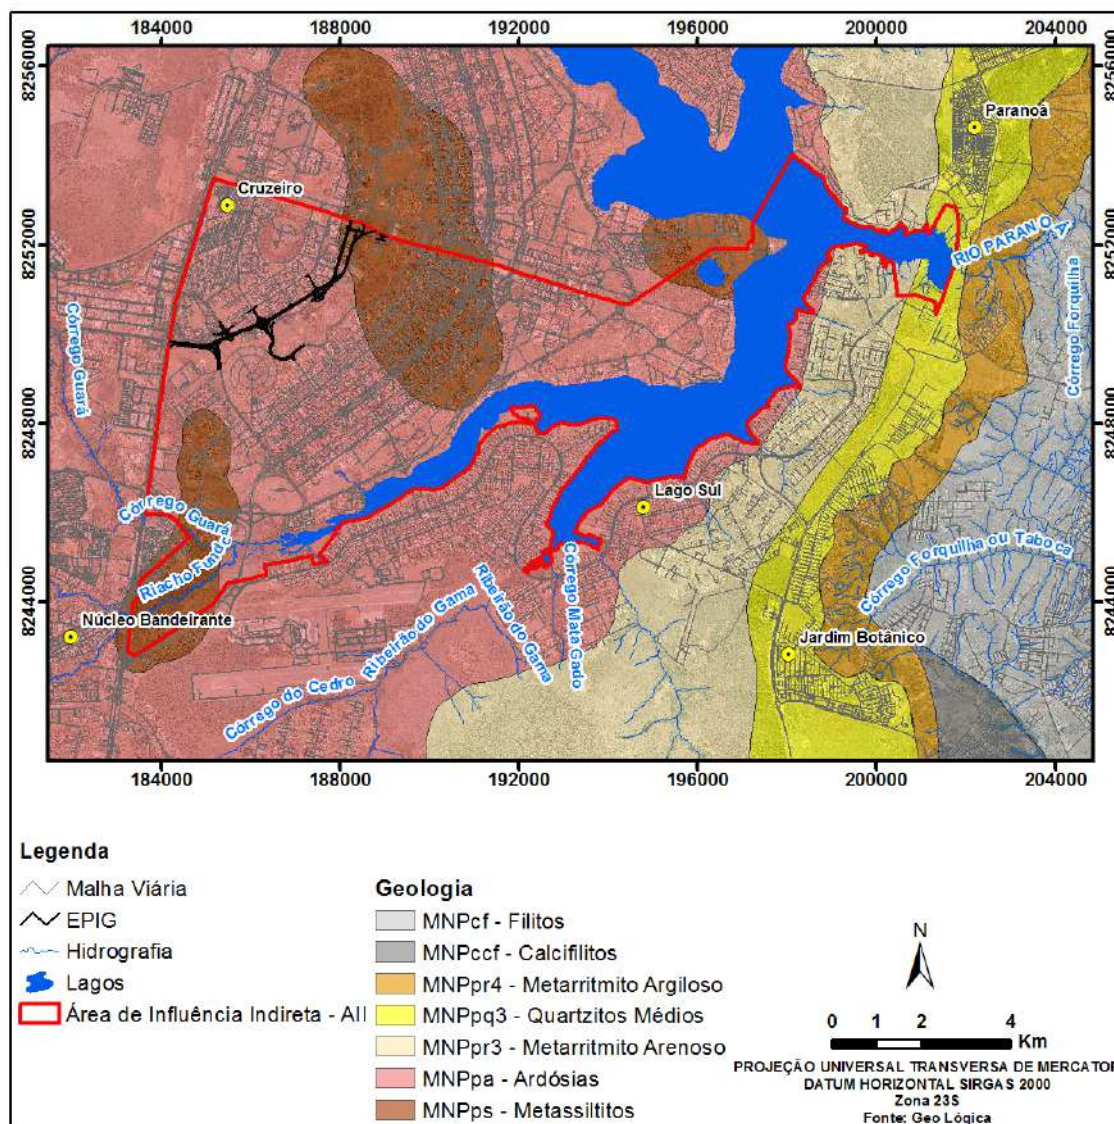 184000 188000 192000 196000 200000 204000
8256000
8256000
Paranoá
Cruzeiro
8252000
8252000
RIO PARANOÁ
Córrego Guará
Córrego Forquilha
8248000
8248000
Lago Sul
Córrego Guará
Riacho Fundo
Córrego Forquilha ou Taboca
8244000
8244000
Núcleo Bandeirante
Ribeirão do Gama
Ribeirão do Gama
Córrego Mata Gado
Jardim Botânico
Córrego do Cedro
184000 188000 192000 196000 200000 204000
Legenda
Malha Viária
EPIG
Hidrografia
Lagos
Área de Influência Indireta - AII
Geologia
MNPcf - Filitos
MNPccf - Calcifilitos
MNPpr4 - Metarritmito Argiloso
MNPpq3 - Quartzitos Médios
MNPpr3 - Metarritmito Arenoso
MNPpa - Ardósias
MNPps - Metassiltitos
N
0 1 2 4
Km
PROJEÇÃO UNIVERSAL TRANSVERSA DE MERCATOR
DATUM HORIZONTAL SIRGAS 2000
Zona 23S
Fonte: Geo Lógica